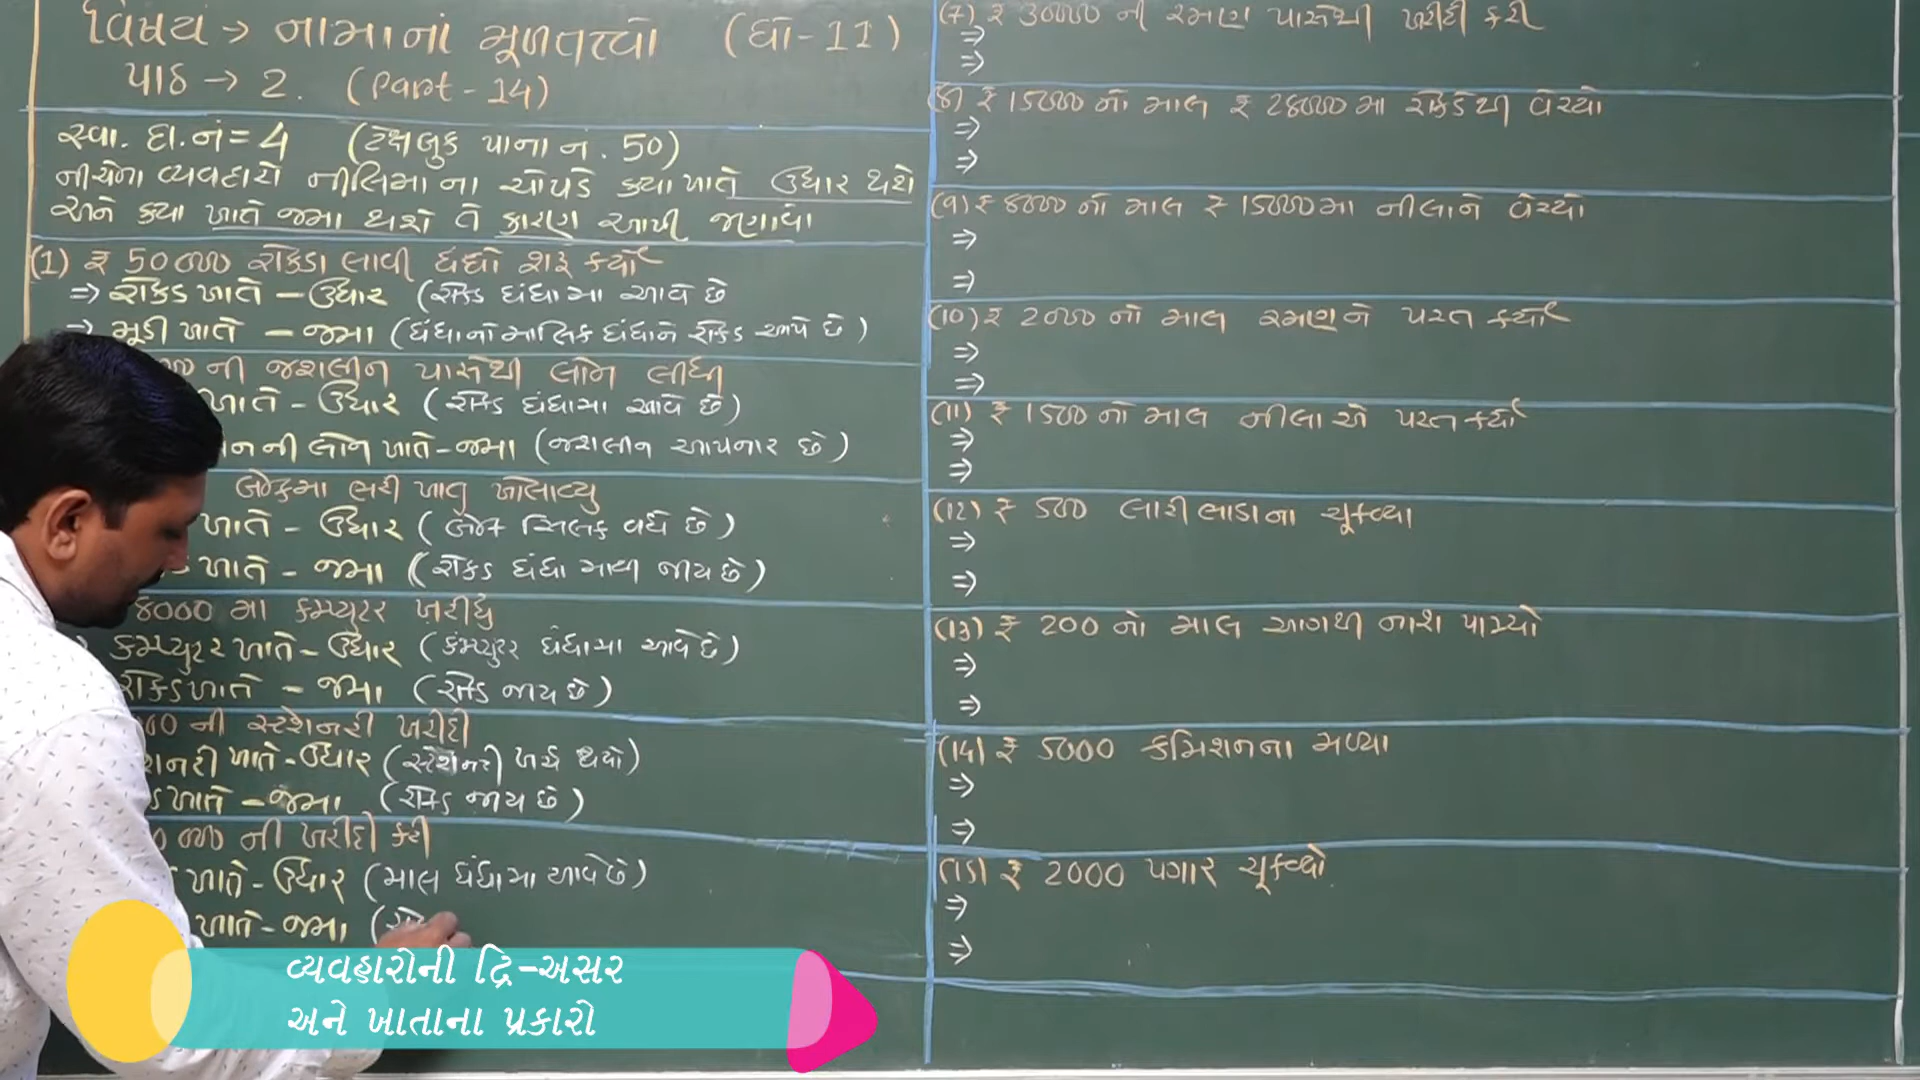 વિષય → નામાનાં મૂળતત્ત્વો (ધો-11)
પાઠ → 2. (Part-14)
સ્વા. દા.નં = 4 (ટેક્ષબુક પાના નં. 50)
નીચેના વ્યવહારો નીલિમા ના ચોપડે કયા ખાતે ઉધાર થશે
અને કયા ખાતે જમા થશે તે કારણ આપી જણાવો
(1) ₹ 50000 રોકડા લાવી ધંધો શરૂ કર્યો
⇒ રોકડ ખાતે – ઉધાર (રોકડ ધંધામા આવે છે
⇒ મૂડી ખાતે – જમા (ધંધાનો માલિક ધંધાને રોકડ આપે છે)
ની જશલીન પાસેથી લોન લીધી
ખાતે - ઉધાર (રોકડ ધંધામા આવે છે)
ની લોન ખાતે-જમા (જશલીન આપનાર છે)
બેંકમા ભરી ખાતુ ખોલાવ્યુ
ખાતે - ઉધાર (બેંક સિલક વધે છે)
ખાતે - જમા (રોકડ ધંધા માથી જાય છે)
8000 મા કમ્પ્યુટર ખરીધુ
કમ્પ્યુટર ખાતે - ઉધાર (કંમ્પ્યુટર ધંધામા આવે છે)
રોકડખાતે – જમા (રોકડ જાય છે)
ની સ્ટેશનરી ખરીદી
ખાતે - ઉધાર (સ્ટેશનરી ખર્ચ થયો)
ખાતે – જમા (રોકડ જાય છે)
ની ખરીદી કરી
ખાતે - ઉધાર (માલ ધંધામા આવે છે)
ખાતે - જમા (રોક
(7) ₹ 30000 ની રમણ પાસેથી ખરીદી કરી
⇒
⇒
(8) ₹ 15000 નો માલ ₹ 28000 મા રોકડેથી વેચ્યો
⇒
⇒
(9) ₹ 8000 નો માલ ₹ 15000 મા નીલાને વેચ્યો
⇒
⇒
(10) ₹ 2000 નો માલ રમણ ને પરત કર્યો
⇒
⇒
(11) ₹ 1500 નો માલ નીલા એ પરત કર્યો
⇒
⇒
(12) ₹ 500 લારી ભાડાના ચૂકવ્યા
⇒
⇒
(13) ₹ 200 નો માલ આગથી નાશ પામ્યો
⇒
⇒
(14) ₹ 5000 કમિશનના મળ્યા
⇒
⇒
(15) ₹ 2000 પગાર ચૂકવ્યો
⇒
⇒
વ્યવહારોની દ્વિ-અસર
અને ખાતાના પ્રકારો